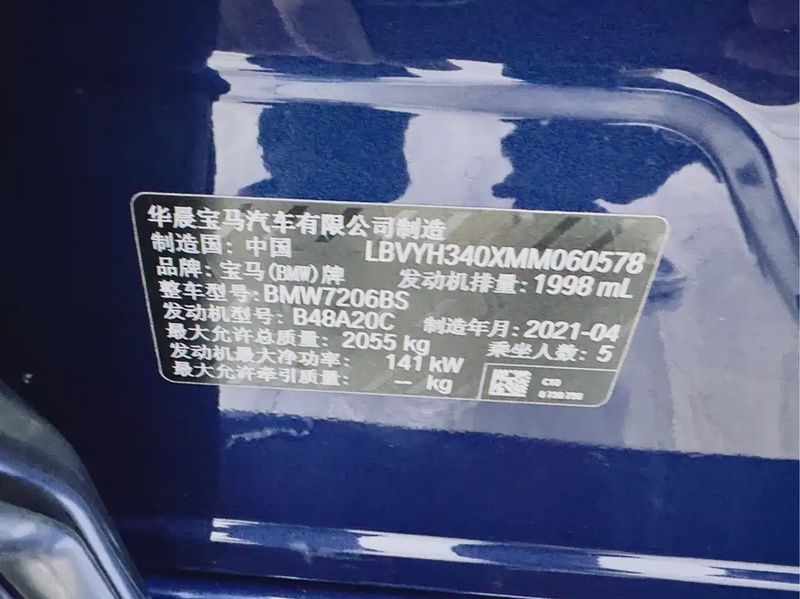 华晨宝马汽车有限公司制造
制造国: 中国 LBVYH340XMM060578
品牌: 宝马(BMW)牌 发动机排量: 1998 mL
整车型号: BMW7206BS
发动机型号: B48A20C 制造年月: 2021-04
最大允许总质量: 2055 kg 乘坐人数: 5
发动机最大净功率: 141 kW
最大允许牵引质量: — kg